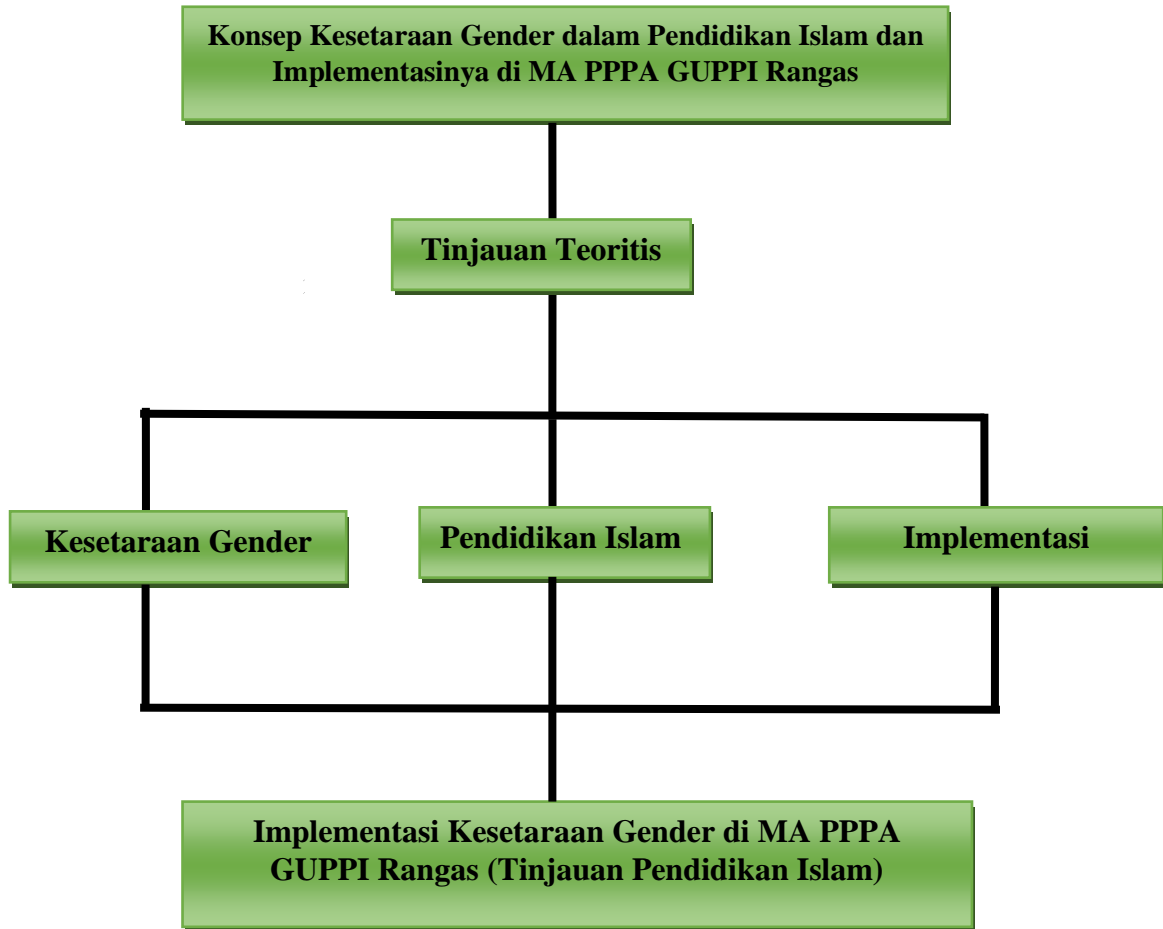 Konsep Kesetaraan Gender dalam Pendidikan Islam dan
Implementasinya di MA PPPA GUPPI Rangas
Tinjauan Teoritis
Kesetaraan Gender
Pendidikan Islam
Implementasi
Implementasi Kesetaraan Gender di MA PPPA
GUPPI Rangas (Tinjauan Pendidikan Islam)